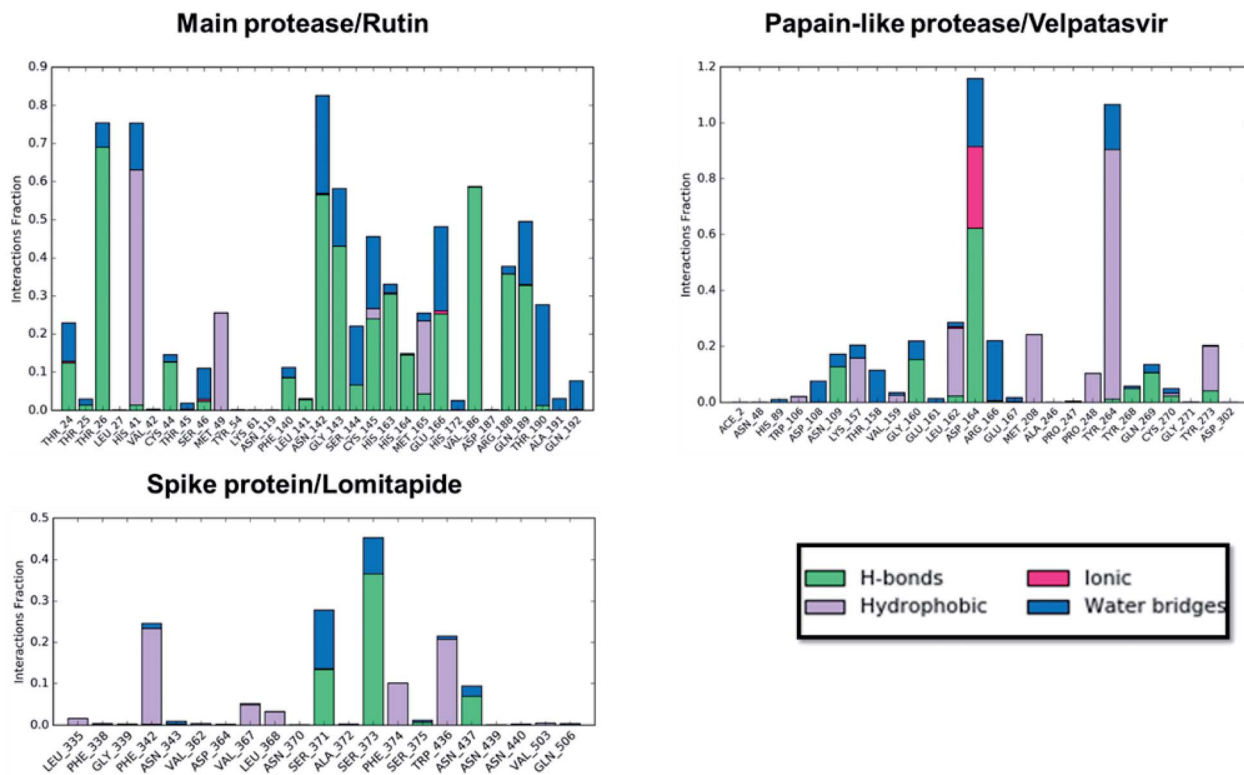 Main protease/Rutin
Interactions Fraction
0.9
0.8
0.7
0.6
0.5
0.4
0.3
0.2
0.1
0.0
THR_24
THR_25
THR_26
LEU_27
HIS_41
VAL_42
CYS_44
THR_45
SER_46
MET_49
TYR_54
LYS_61
ASN_119
PHE_140
LEU_141
ASN_142
GLY_143
SER_144
CYS_145
HIS_163
HIS_164
MET_165
GLU_166
HIS_172
VAL_186
ASP_187
ARG_188
GLN_189
THR_190
ALA_191
GLN_192
Papain-like protease/Velpatasvir
Interactions Fraction
1.2
1.0
0.8
0.6
0.4
0.2
0.0
ACE_2
ASN_48
HIS_89
TRP_106
ASP_108
ASN_109
LYS_157
THR_158
VAL_159
GLY_160
GLU_161
LEU_162
ASP_164
ARG_166
GLU_167
MET_208
ALA_246
PRO_247
PRO_248
TYR_264
TYR_268
GLN_269
CYS_270
GLY_271
TYR_273
ASP_302
Spike protein/Lomitapide
Interactions Fraction
0.5
0.4
0.3
0.2
0.1
0.0
LEU_335
PHE_338
GLY_339
PHE_342
ASN_343
VAL_362
ASP_364
VAL_367
LEU_368
ASN_370
SER_371
ALA_372
SER_373
PHE_374
SER_375
TRP_436
ASN_437
ASN_439
ASN_440
VAL_503
GLN_506
H-bonds
Ionic
Hydrophobic
Water bridges